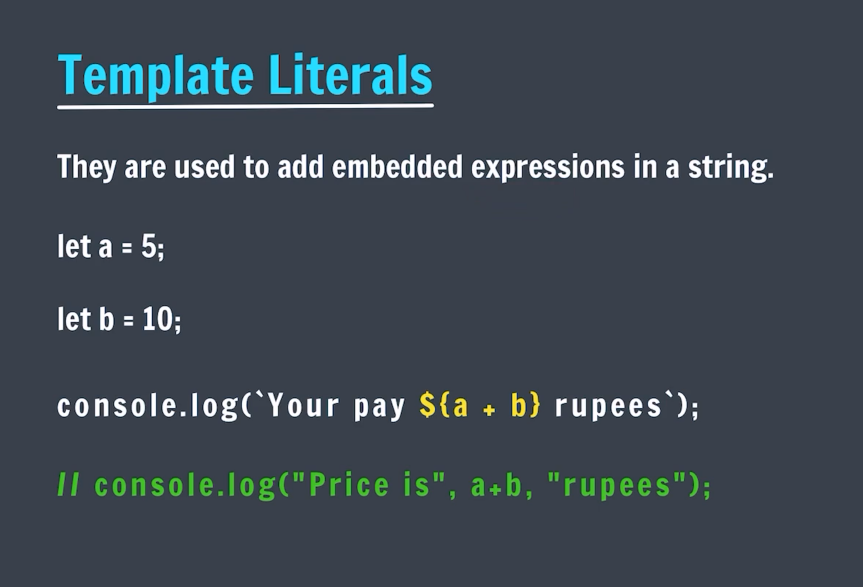 Template Literals
They are used to add embedded expressions in a string.
let a = 5;
let b = 10;
console.log(`Your pay ${a + b} rupees`);
// console.log("Price is", a+b, "rupees");